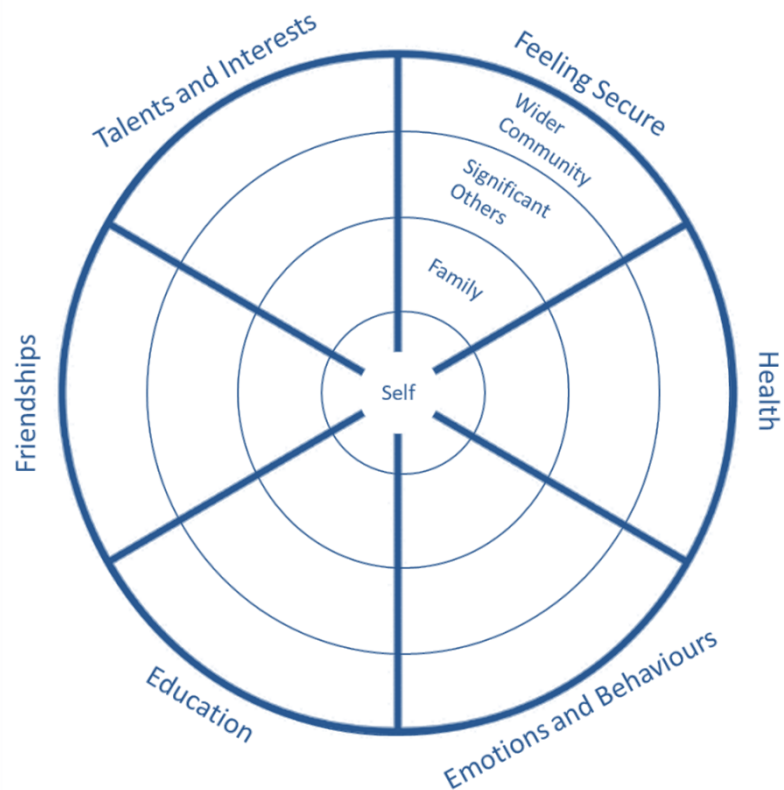 Talents and Interests
Feeling Secure
Wider
Community
Significant
Others
Family
Friendships
Self
Health
Education
Emotions and Behaviours